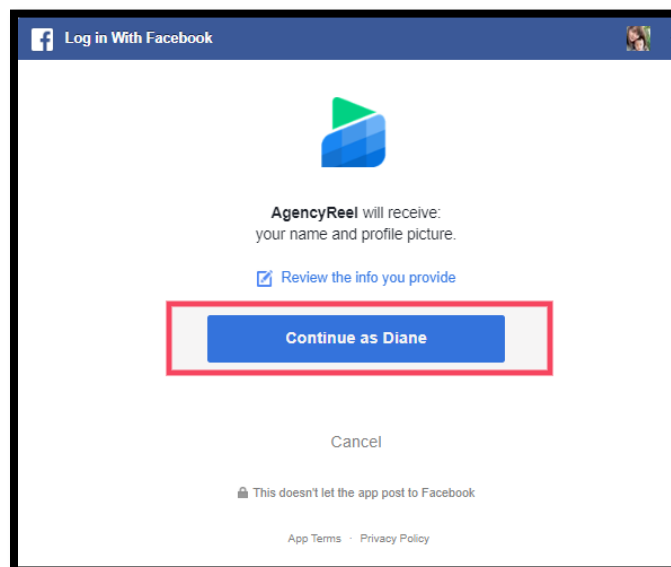 Log in With Facebook
AgencyReel will receive:
your name and profile picture.
Review the info you provide
Continue as Diane
Cancel
This doesn't let the app post to Facebook
App Terms · Privacy Policy